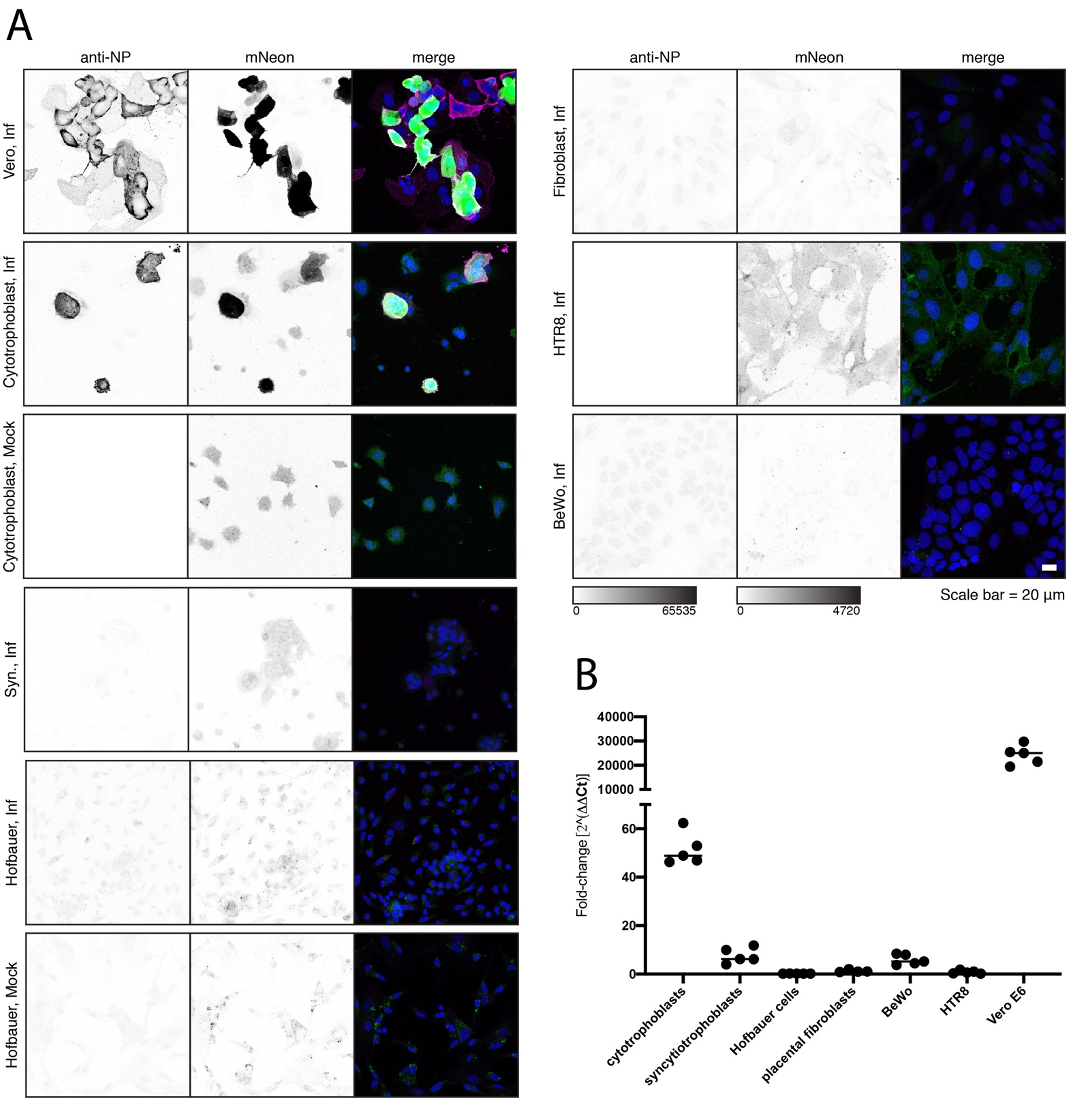 A
anti-NP mNeon merge
Vero, Inf
Cytotrophoblast, Inf
Cytotrophoblast, Mock
Syn., Inf
Hofbauer, Inf
Hofbauer, Mock
anti-NP mNeon merge
Fibroblast, Inf
HTR8, Inf
BeWo, Inf
0 65535 0 4720
Scale bar = 20 µm
B
Fold-change [2^(ΔΔCt)]
40000
30000
20000
10000
60
40
20
0
cytotrophoblasts
syncytiotrophoblasts
Hofbauer cells
placental fibroblasts
BeWo
HTR8
Vero E6